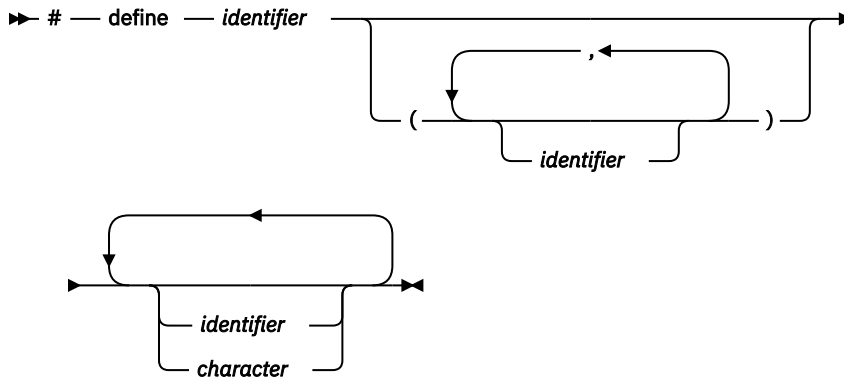 # define identifier
,
( )
identifier
identifier
character